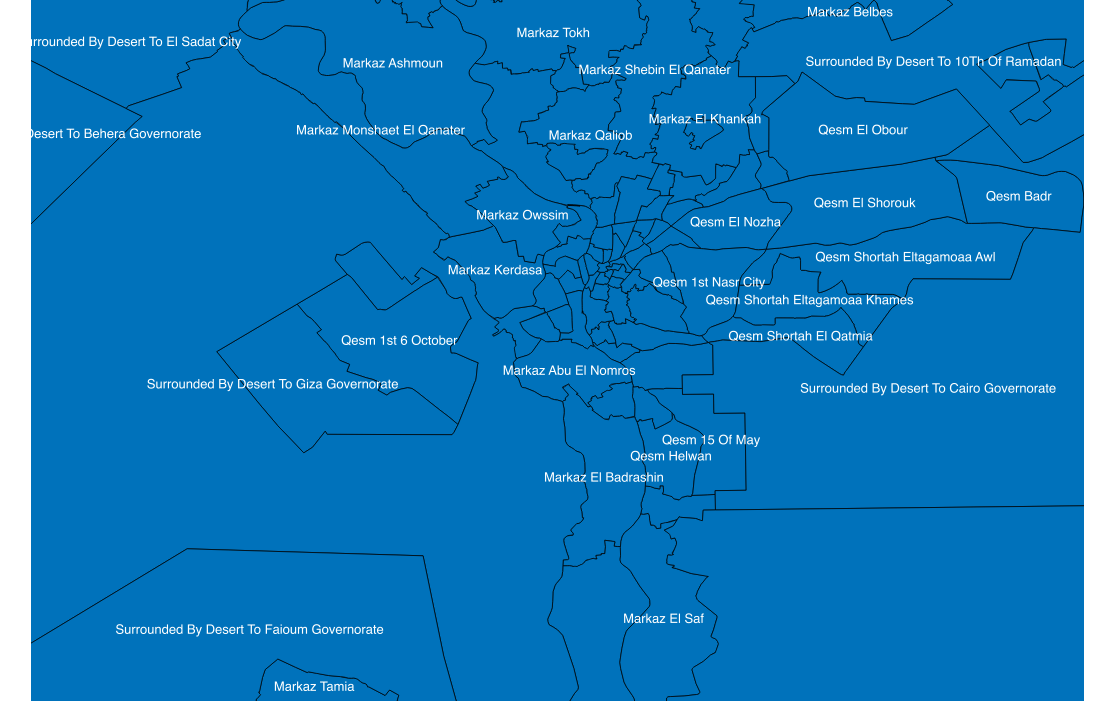 Markaz Belbes
Markaz Tokh
urrounded By Desert To El Sadat City
Markaz Ashmoun
Surrounded By Desert To 10Th Of Ramadan
Markaz Shebin El Qanater
Markaz El Khankah
Desert To Behera Governorate
Markaz Monshaet El Qanater
Markaz Qaliob
Qesm El Obour
Qesm Badr
Qesm El Shorouk
Markaz Owssim
Qesm El Nozha
Qesm Shortah Eltagamoaa Awl
Markaz Kerdasa
Qesm 1st Nasr City
Qesm Shortah Eltagamoaa Khames
Qesm 1st 6 October
Qesm Shortah El Qatmia
Markaz Abu El Nomros
Surrounded By Desert To Giza Governorate
Surrounded By Desert To Cairo Governorate
Qesm 15 Of May
Qesm Helwan
Markaz El Badrashin
Markaz El Saf
Surrounded By Desert To Faioum Governorate
Markaz Tamia